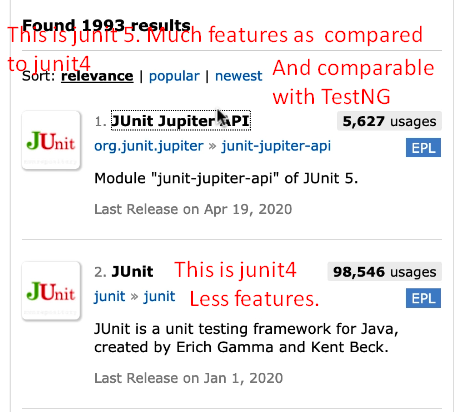 Found 1993 results
This is junit 5. Much features as compared
to junit4
Sort: relevance | popular | newest
And comparable
with TestNG
1. JUnit Jupiter API
5,627 usages
org.junit.jupiter » junit-jupiter-api
EPL
JUnit
Module "junit-jupiter-api" of JUnit 5.
Last Release on Apr 19, 2020
2. JUnit
This is junit4
98,546 usages
junit » junit
Less features.
EPL
JUnit
JUnit is a unit testing framework for Java,
created by Erich Gamma and Kent Beck.
Last Release on Jan 1, 2020